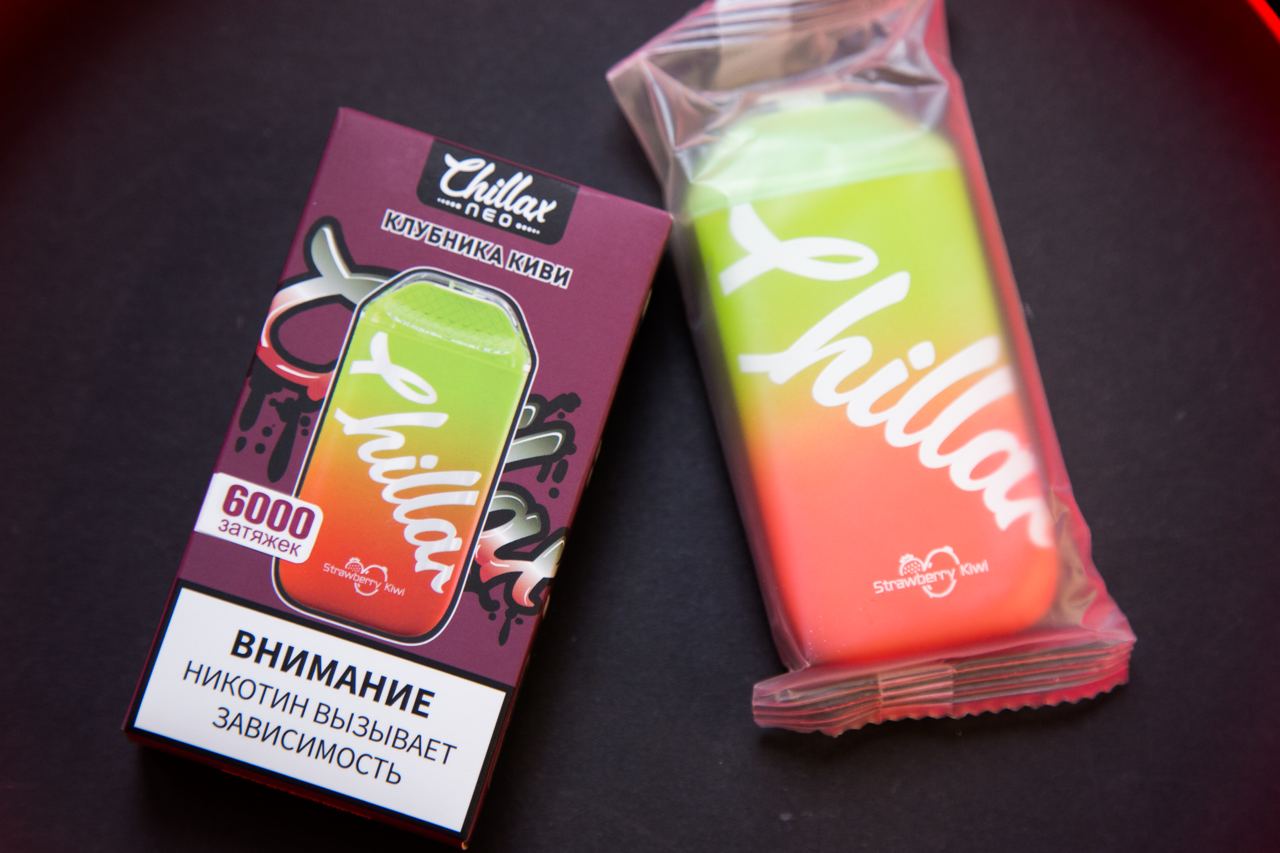 Chillax
NEO
КЛУБНИКА КИВИ
Chillax
Strawberry Kiwi
6000
затяжек
ВНИМАНИЕ
НИКОТИН ВЫЗЫВАЕТ
ЗАВИСИМОСТЬ
Chillax
Strawberry Kiwi